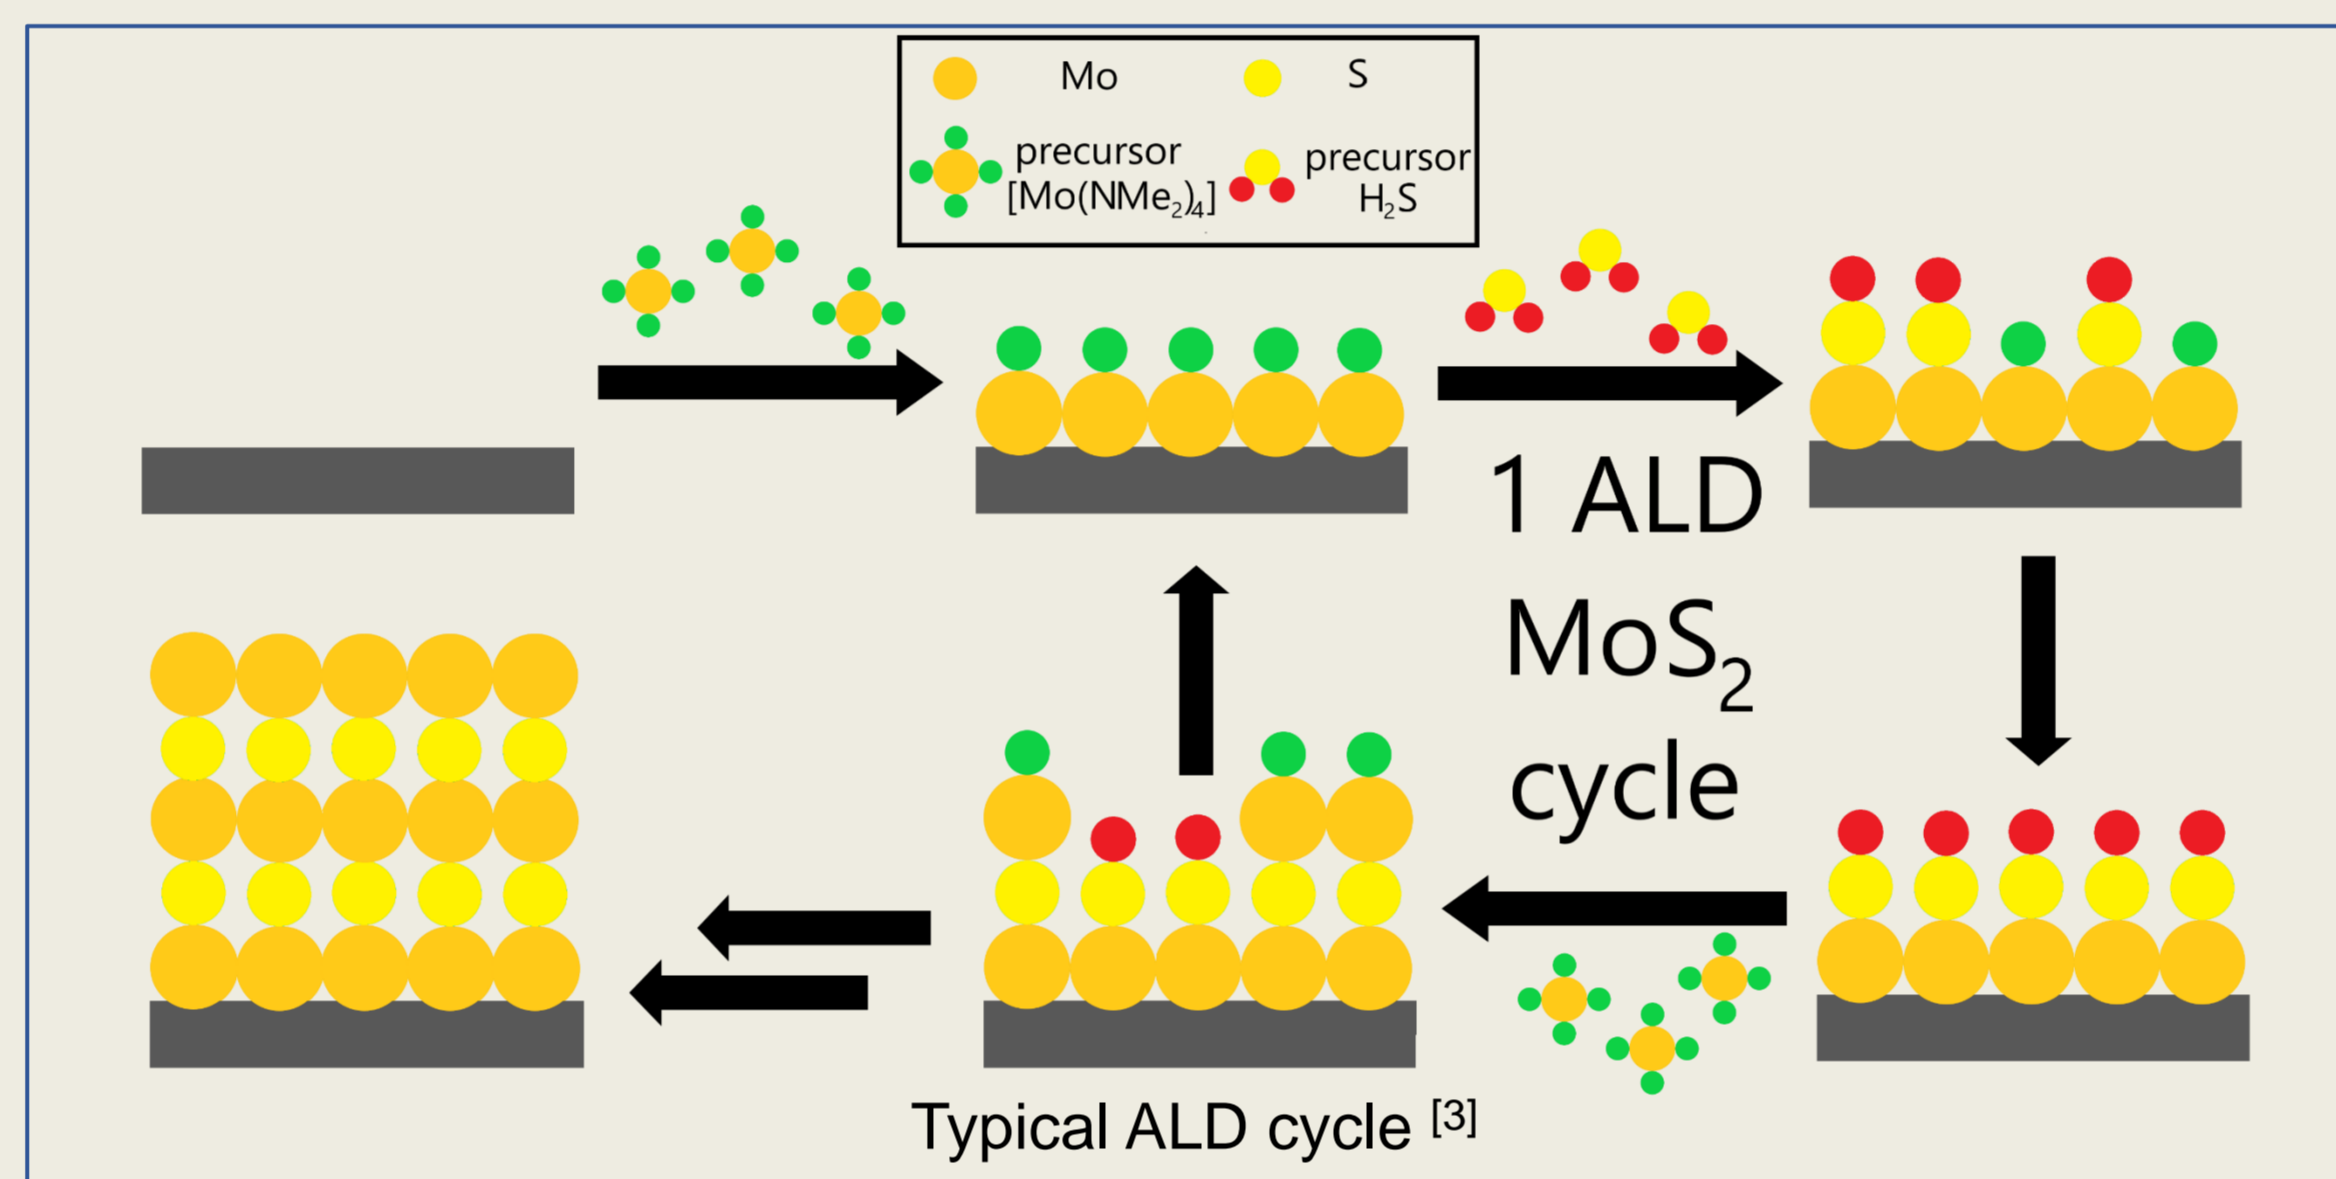 Mo
S
precursor
[Mo(NMe₂)₄]
precursor
H₂S
1 ALD
MoS₂
cycle
Typical ALD cycle [3]